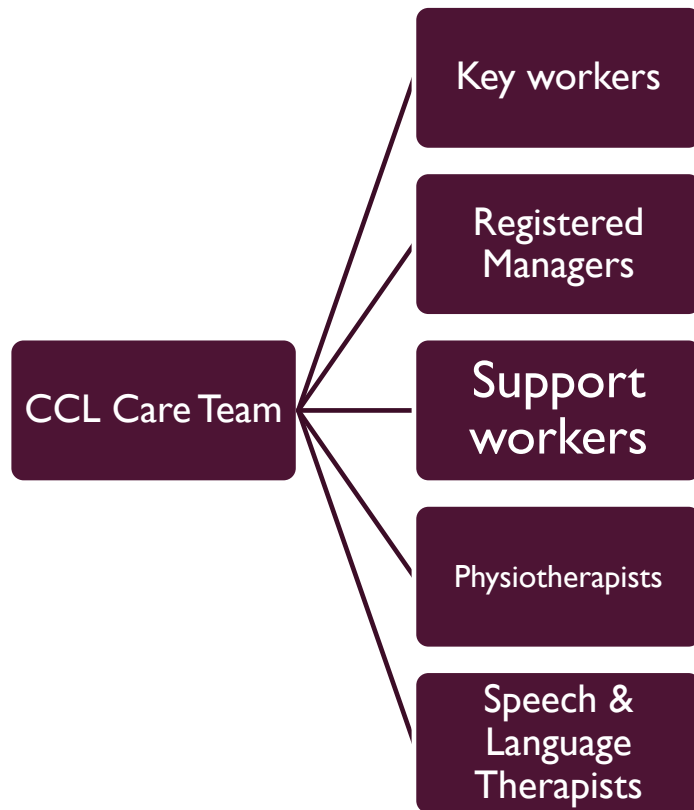 Key workers
Registered
Managers
CCL Care Team
Support
workers
Physiotherapists
Speech &
Language
Therapists